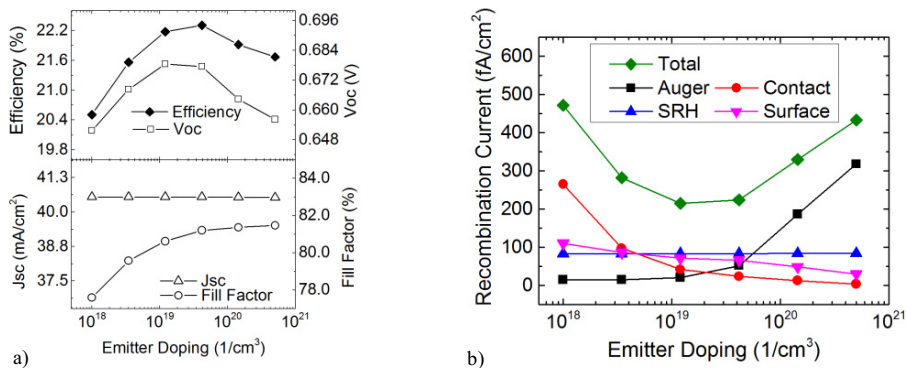 22.2
21.6
21.0
20.4
19.8
Efficiency (%)
0.696
0.684
0.672
0.660
0.648
Voc (V)
Efficiency
Voc
41.3
40.0
38.8
37.5
Jsc (mA/cm²)
83.0
82.0
80.0
78.0
Fill Factor (%)
Jsc
Fill Factor
10¹⁸ 10¹⁹ 10²⁰ 10²¹
Emitter Doping (1/cm³)
a)
600
500
400
300
200
100
0
Recombination Current (fA/cm²)
Total
Auger Contact
SRH Surface
10¹⁸ 10¹⁹ 10²⁰ 10²¹
Emitter Doping (1/cm³)
b)